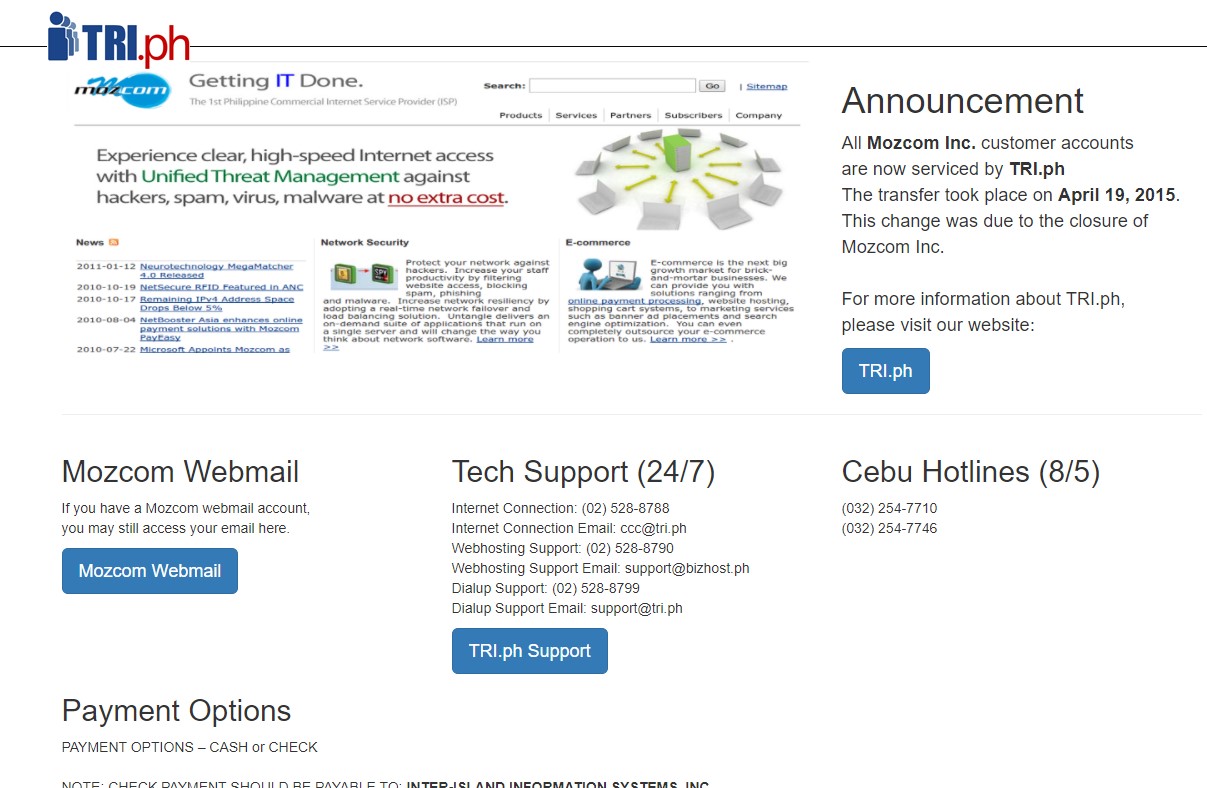 TRI.ph
mozcom
Getting IT Done.
The 1st Philippine Commercial Internet Service Provider (ISP)
Search:
Go
| Sitemap
Products
Services
Partners
Subscribers
Company
Experience clear, high-speed Internet access
with Unified Threat Management against
hackers, spam, virus, malware at no extra cost.
News
2011-01-12 Neurotechnology MegaMatcher
4.0 Released
2010-10-19 NetSecure RFID Featured in ANC
2010-10-17 Remaining IPv4 Address Space
Drops Below 5%
2010-08-04 NetBooster Asia enhances online
payment solutions with Mozcom
PayEasy
2010-07-22 Microsoft Appoints Mozcom as
Network Security
SPY
Protect your network against
hackers. Increase your staff
productivity by filtering
website access, blocking
spam, phishing
and malware. Increase network resiliency by
adopting a real-time network failover and
load balancing solution. Untangle delivers an
on-demand suite of applications that run on
a single server and will change the way you
think about network software. Learn more
>>
E-commerce
E-commerce is the next big
growth market for brick-
and-mortar businesses. We
can provide you with
solutions ranging from
online payment processing, website hosting,
shopping cart systems, to marketing services
such as banner ad placements and search
engine optimization. You can even
completely outsource your e-commerce
operation to us. Learn more >> .
Announcement
All Mozcom Inc. customer accounts
are now serviced by TRI.ph
The transfer took place on April 19, 2015.
This change was due to the closure of
Mozcom Inc.
For more information about TRI.ph,
please visit our website:
TRI.ph
Mozcom Webmail
If you have a Mozcom webmail account,
you may still access your email here.
Mozcom Webmail
Tech Support (24/7)
Internet Connection: (02) 528-8788
Internet Connection Email: ccc@tri.ph
Webhosting Support: (02) 528-8790
Webhosting Support Email: support@bizhost.ph
Dialup Support: (02) 528-8799
Dialup Support Email: support@tri.ph
TRI.ph Support
Cebu Hotlines (8/5)
(032) 254-7710
(032) 254-7746
Payment Options
PAYMENT OPTIONS – CASH or CHECK
NOTE: CHECK PAYMENT SHOULD BE PAYABLE TO: INTER-ISLAND INFORMATION SYSTEMS, INC.